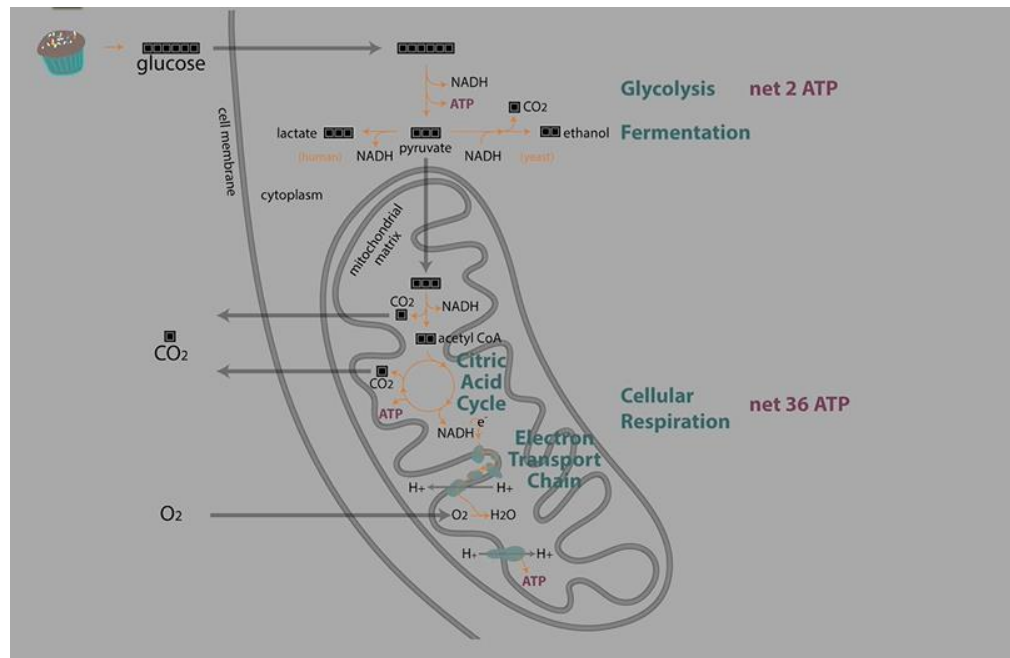 glucose
NADH
ATP
Glycolysis net 2 ATP
CO2
lactate
pyruvate
ethanol
Fermentation
(human)
NADH
NADH
(yeast)
cell membrane
cytoplasm
mitochondrial
matrix
CO2
NADH
acetyl CoA
CO2
CO2
Citric
Acid
Cycle
ATP
NADH
e-
Cellular
Respiration
net 36 ATP
Electron
Transport
Chain
H+
H+
O2
O2
H2O
H+
H+
ATP